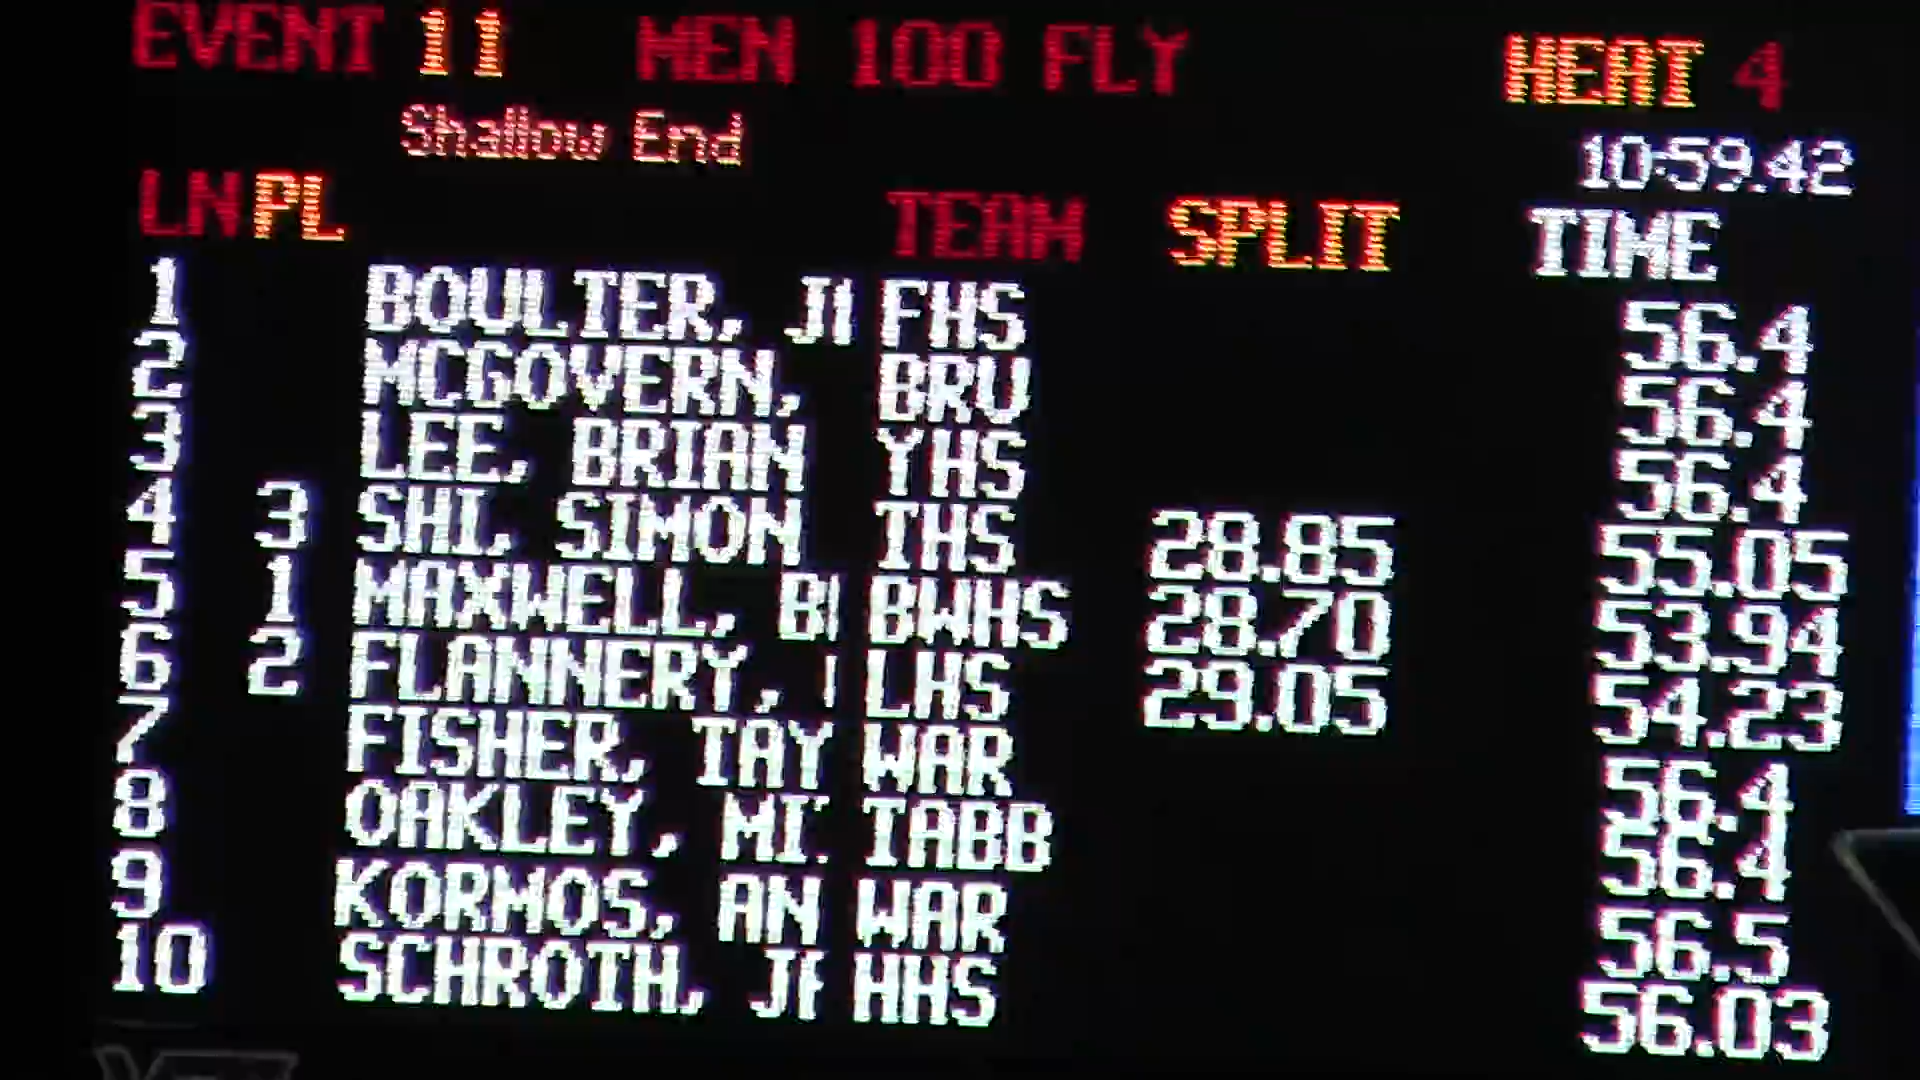 EVENT 11 MEN 100 FLY HEAT 4
Shallow End 10:59.42
LN PL TEAM SPLIT TIME
1 BOULTER, FHS 56.4
2 MCGOVERN, BRV 56.4
3 LEE, BRIAN YHS 56.4
4 3 SHI, SIMON THS 28.85 55.05
5 1 MAXWELL, BWHS 28.70 53.94
6 2 FLANNERY, LHS 29.05 54.23
7 FISHER, TAY WAR 56.4
8 OAKLEY, MI TABB 56.4
9 KORMOS, AN WAR 56.5
10 SCHROTH, HHS 56.03